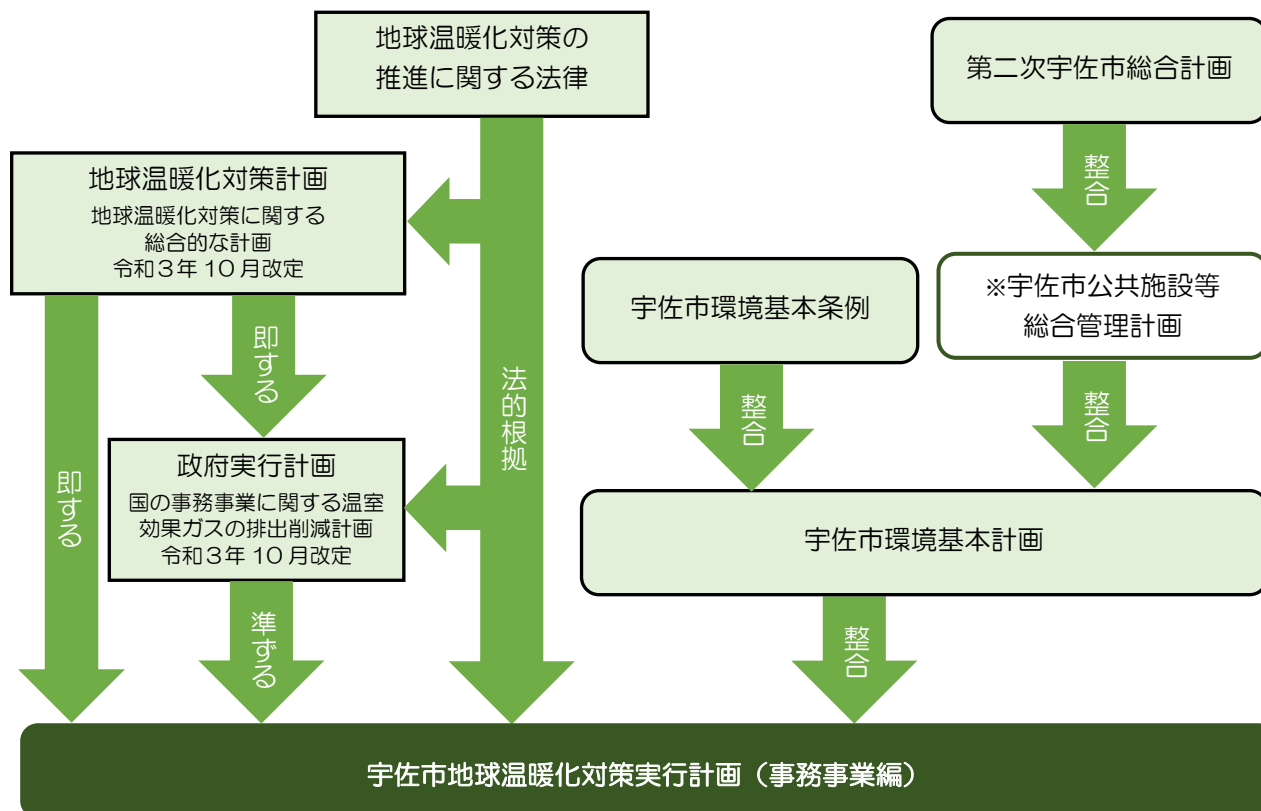 地球温暖化対策の
推進に関する法律
第二次宇佐市総合計画
整合
地球温暖化対策計画
地球温暖化対策に関する
総合的な計画
令和3年10月改定
※宇佐市公共施設等
総合管理計画
宇佐市環境基本条例
即する
法的根拠
整合
整合
政府実行計画
国の事務事業に関する温室
効果ガスの排出削減計画
令和3年10月改定
即する
宇佐市環境基本計画
準ずる
整合
宇佐市地球温暖化対策実行計画（事務事業編）